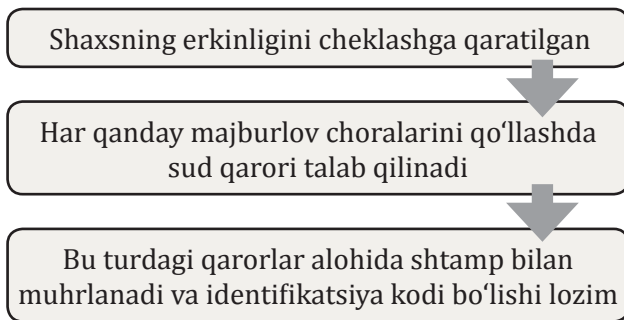 Shaxsning erkinligini cheklashga qaratilgan
Har qanday majburlov choralarini qo‘llashda
sud qarori talab qilinadi
Bu turdagi qarorlar alohida shtamp bilan
muhrlanadi va identifikatsiya kodi bo‘lishi lozim